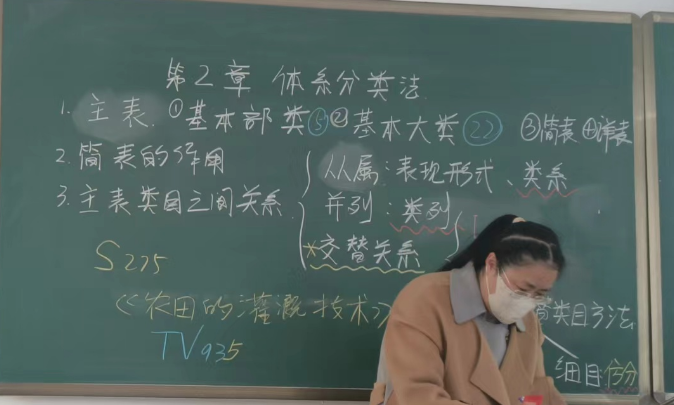 第2章 体系分类法
1. 主表. ①基本部类⑤ ②基本大类㉒ ③简表 ④详表
2. 简表的作用
3. 主表类目之间关系
从属:表现形式、类系
并列:类列
*交替关系
S275
《农田的灌溉技术》
TV935
类目方法
细目:仿分